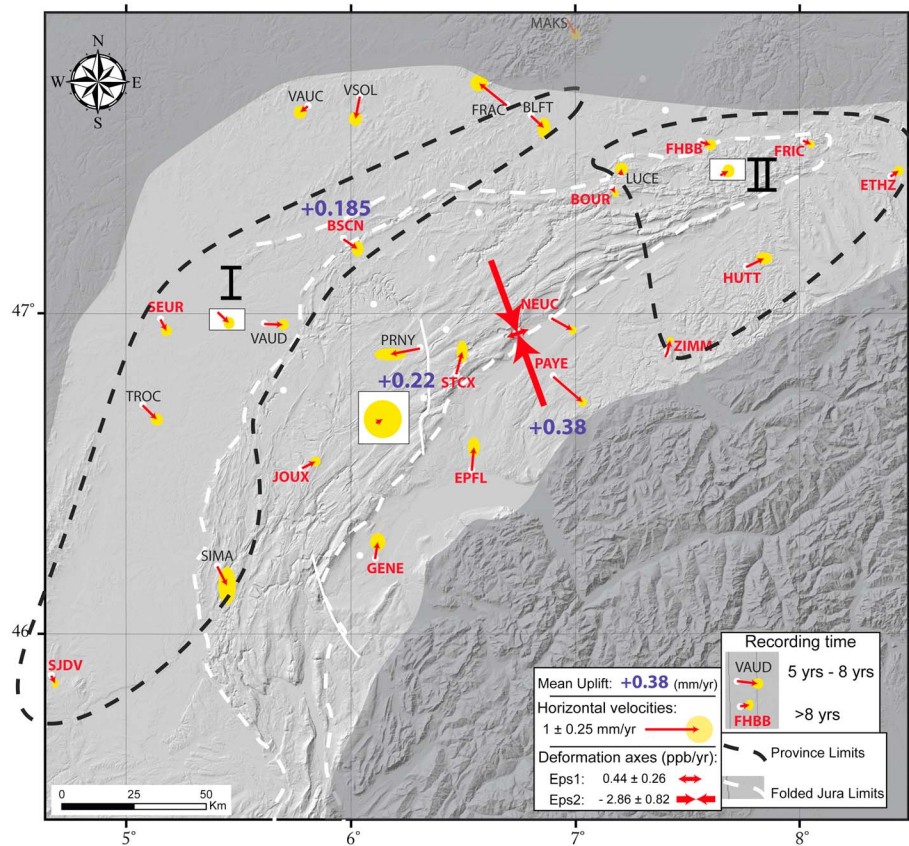 MAKS
N
W E
S
VAUC
VSOL
FRAC
BLFT
FHBB
FRIC
LUCE
II
ETHZ
BOUR
+0.185
BSCN
HUTT
I
SEUR
NEUC
47°
VAUD
PRNY
ZIMM
STCX
PAYE
+0.22
TROC
+0.38
JOUX
EPFL
SIMA
GENE
46°
SJDV
Recording time
VAUD
5 yrs - 8 yrs
FHBB
>8 yrs
Mean Uplift: +0.38 (mm/yr)
Horizontal velocities:
1 ± 0.25 mm/yr
Deformation axes (ppb/yr):
Eps1: 0.44 ± 0.26
Eps2: - 2.86 ± 0.82
Province Limits
Folded Jura Limits
0 25 50
Km
5° 6° 7° 8°